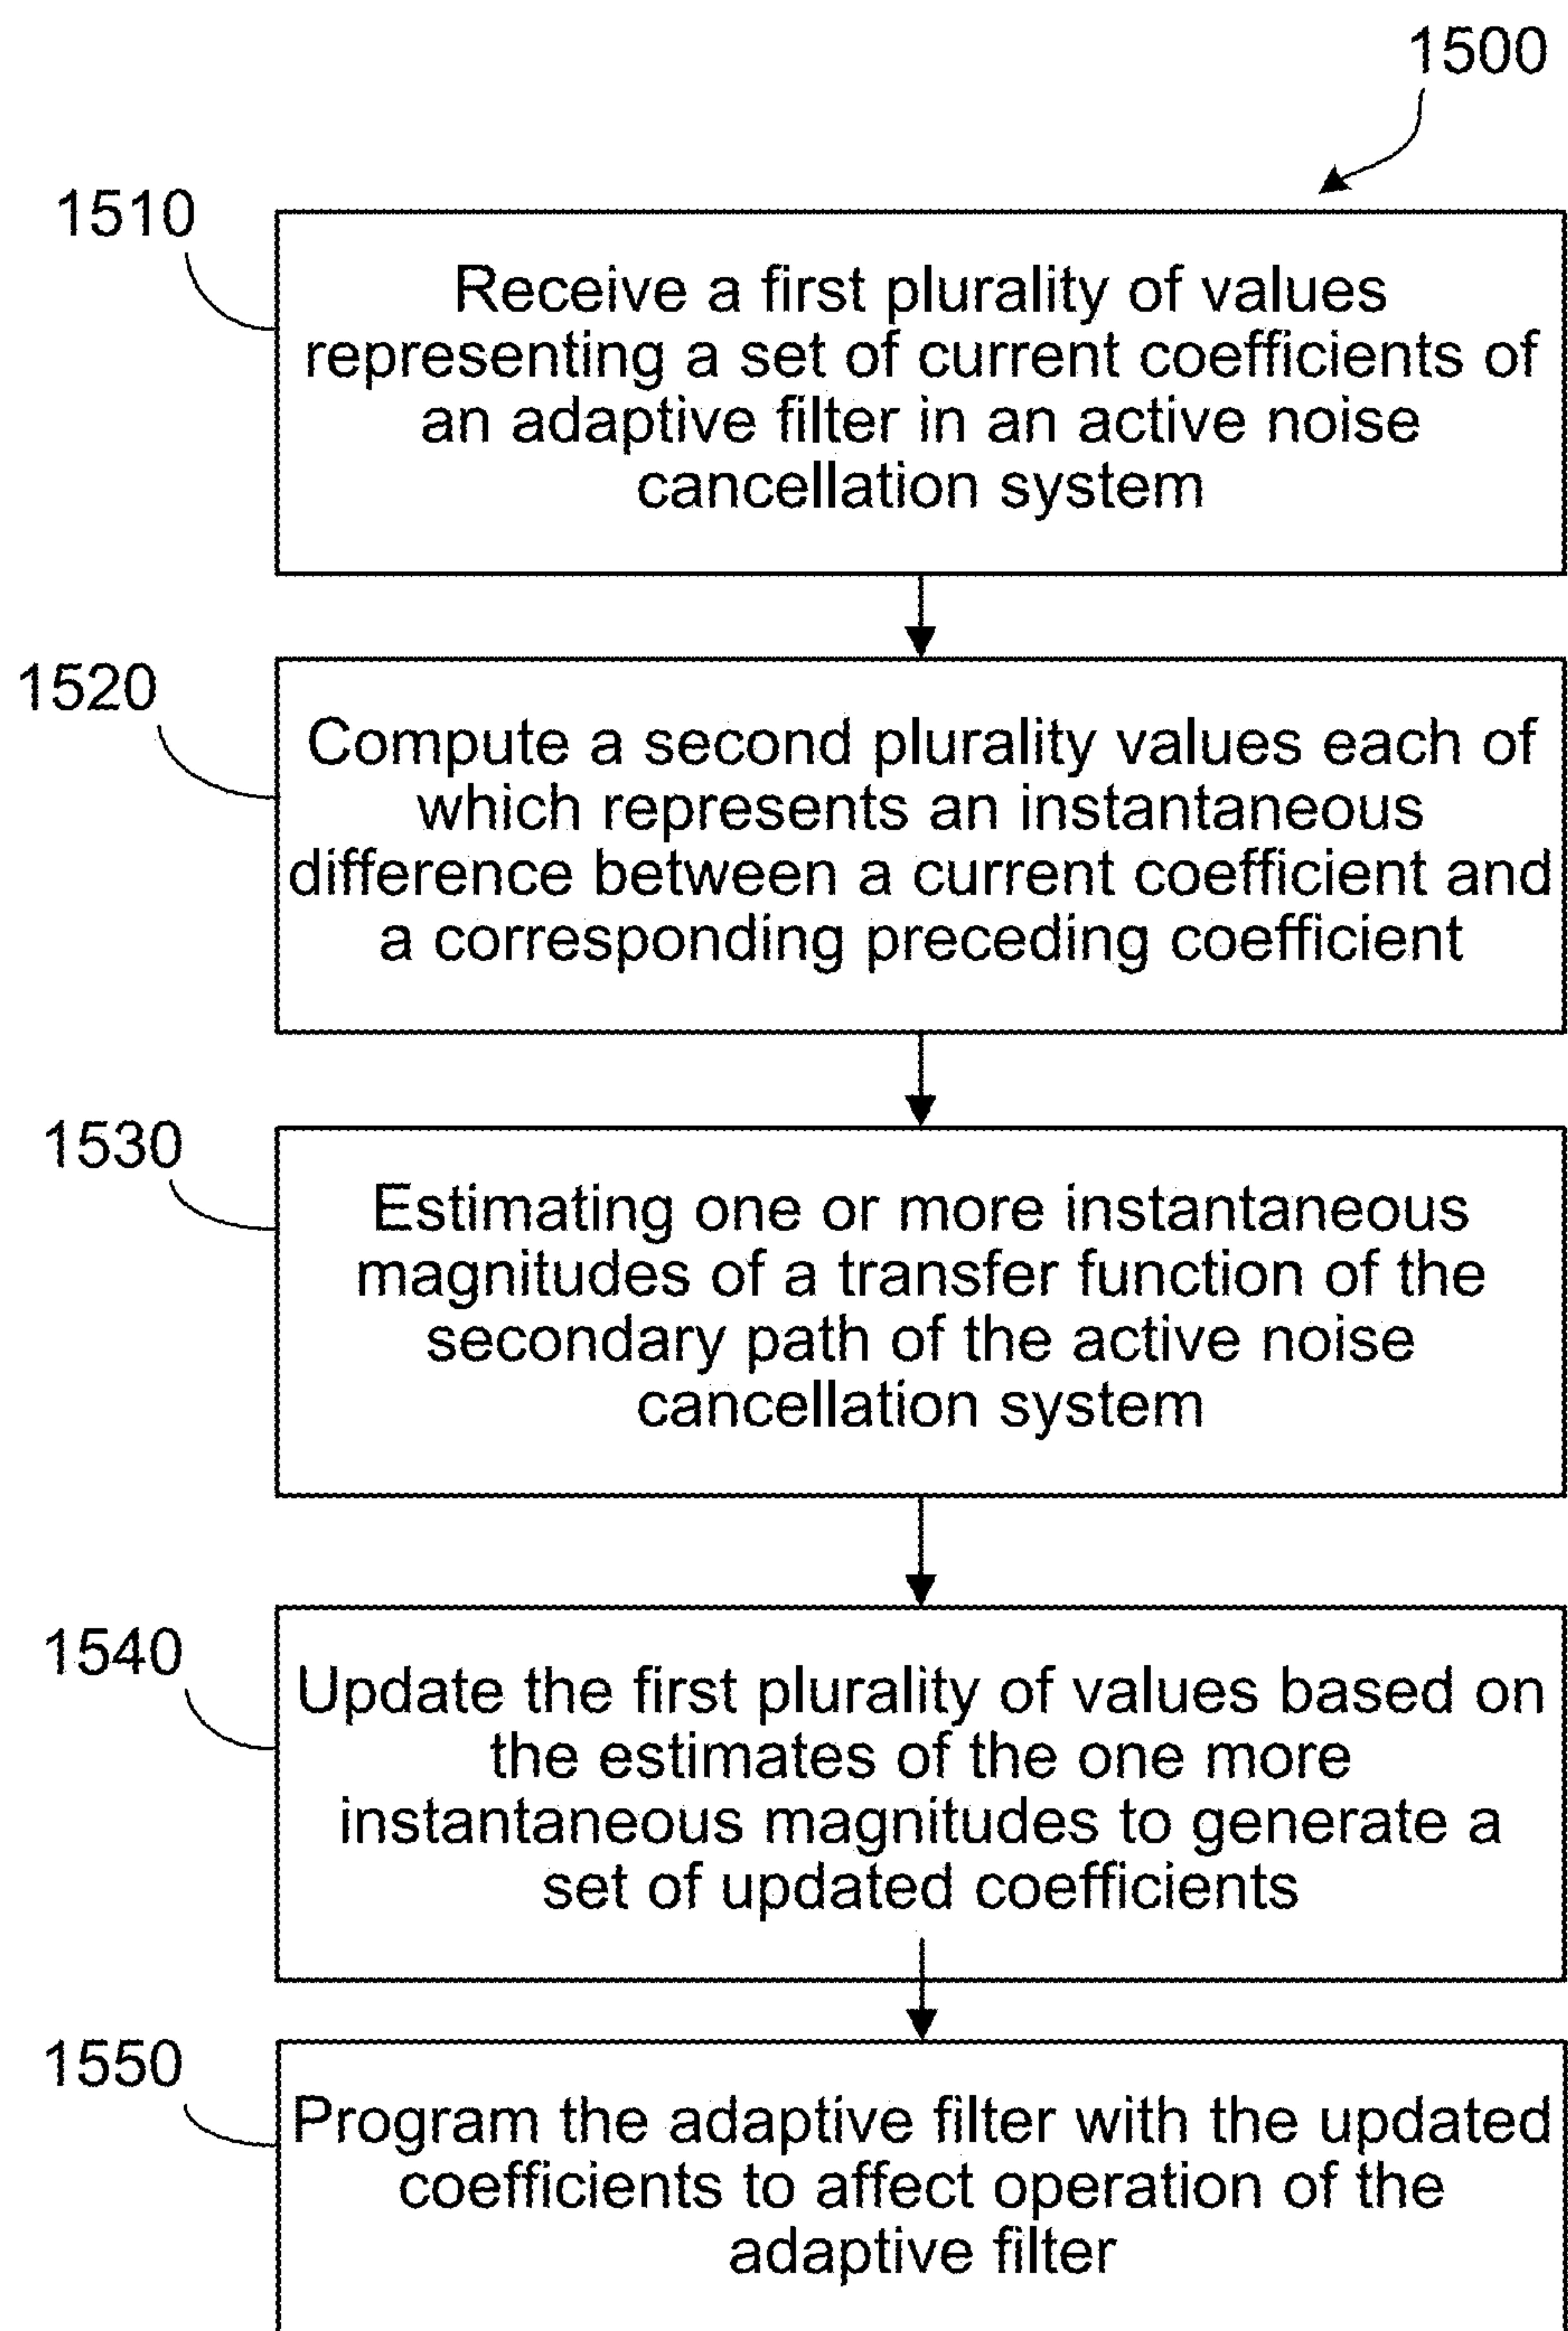 1500
1510
Receive a first plurality of values
representing a set of current coefficients of
an adaptive filter in an active noise
cancellation system
1520
Compute a second plurality values each of
which represents an instantaneous
difference between a current coefficient and
a corresponding preceding coefficient
1530
Estimating one or more instantaneous
magnitudes of a transfer function of the
secondary path of the active noise
cancellation system
1540
Update the first plurality of values based on
the estimates of the one more
instantaneous magnitudes to generate a
set of updated coefficients
1550
Program the adaptive filter with the updated
coefficients to affect operation of the
adaptive filter